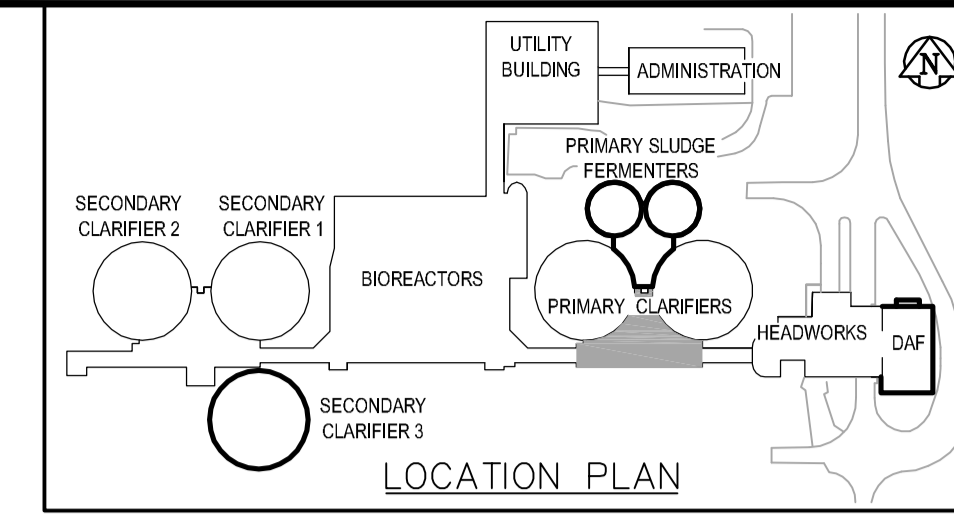 UTILITY
BUILDING
ADMINISTRATION
N
PRIMARY SLUDGE
FERMENTERS
SECONDARY
CLARIFIER 2
SECONDARY
CLARIFIER 1
BIOREACTORS
PRIMARY CLARIFIERS
HEADWORKS
DAF
SECONDARY
CLARIFIER 3
LOCATION PLAN